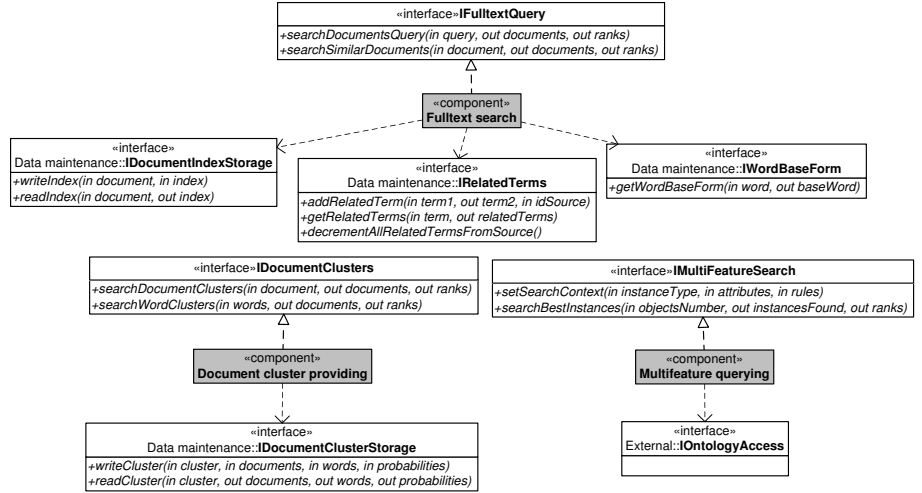 «interface»IFulltextQuery
+searchDocumentsQuery(in query, out documents, out ranks)
+searchSimilarDocuments(in document, out documents, out ranks)
«component»
Fulltext search
«interface»
Data maintenance::IDocumentIndexStorage
+writeIndex(in document, in index)
+readIndex(in document, out index)
«interface»
Data maintenance::IRelatedTerms
+addRelatedTerm(in term1, out term2, in idSource)
+getRelatedTerms(in term, out relatedTerms)
+decrementAllRelatedTermsFromSource()
«interface»
Data maintenance::IWordBaseForm
+getWordBaseForm(in word, out baseWord)
«interface»IDocumentClusters
+searchDocumentClusters(in document, out documents, out ranks)
+searchWordClusters(in words, out documents, out ranks)
«component»
Document cluster providing
«interface»
Data maintenance::IDocumentClusterStorage
+writeCluster(in cluster, in documents, in words, in probabilities)
+readCluster(in cluster, out documents, out words, out probabilities)
«interface»IMultiFeatureSearch
+setSearchContext(in instanceType, in attributes, in rules)
+searchBestInstances(in objectsNumber, out instancesFound, out ranks)
«component»
Multifeature querying
«interface»
External::IOntologyAccess